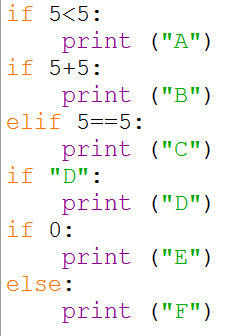 if 5<5:
    print ("A")
if 5+5:
    print ("B")
elif 5==5:
    print ("C")
if "D":
    print ("D")
if 0:
    print ("E")
else:
    print ("F")